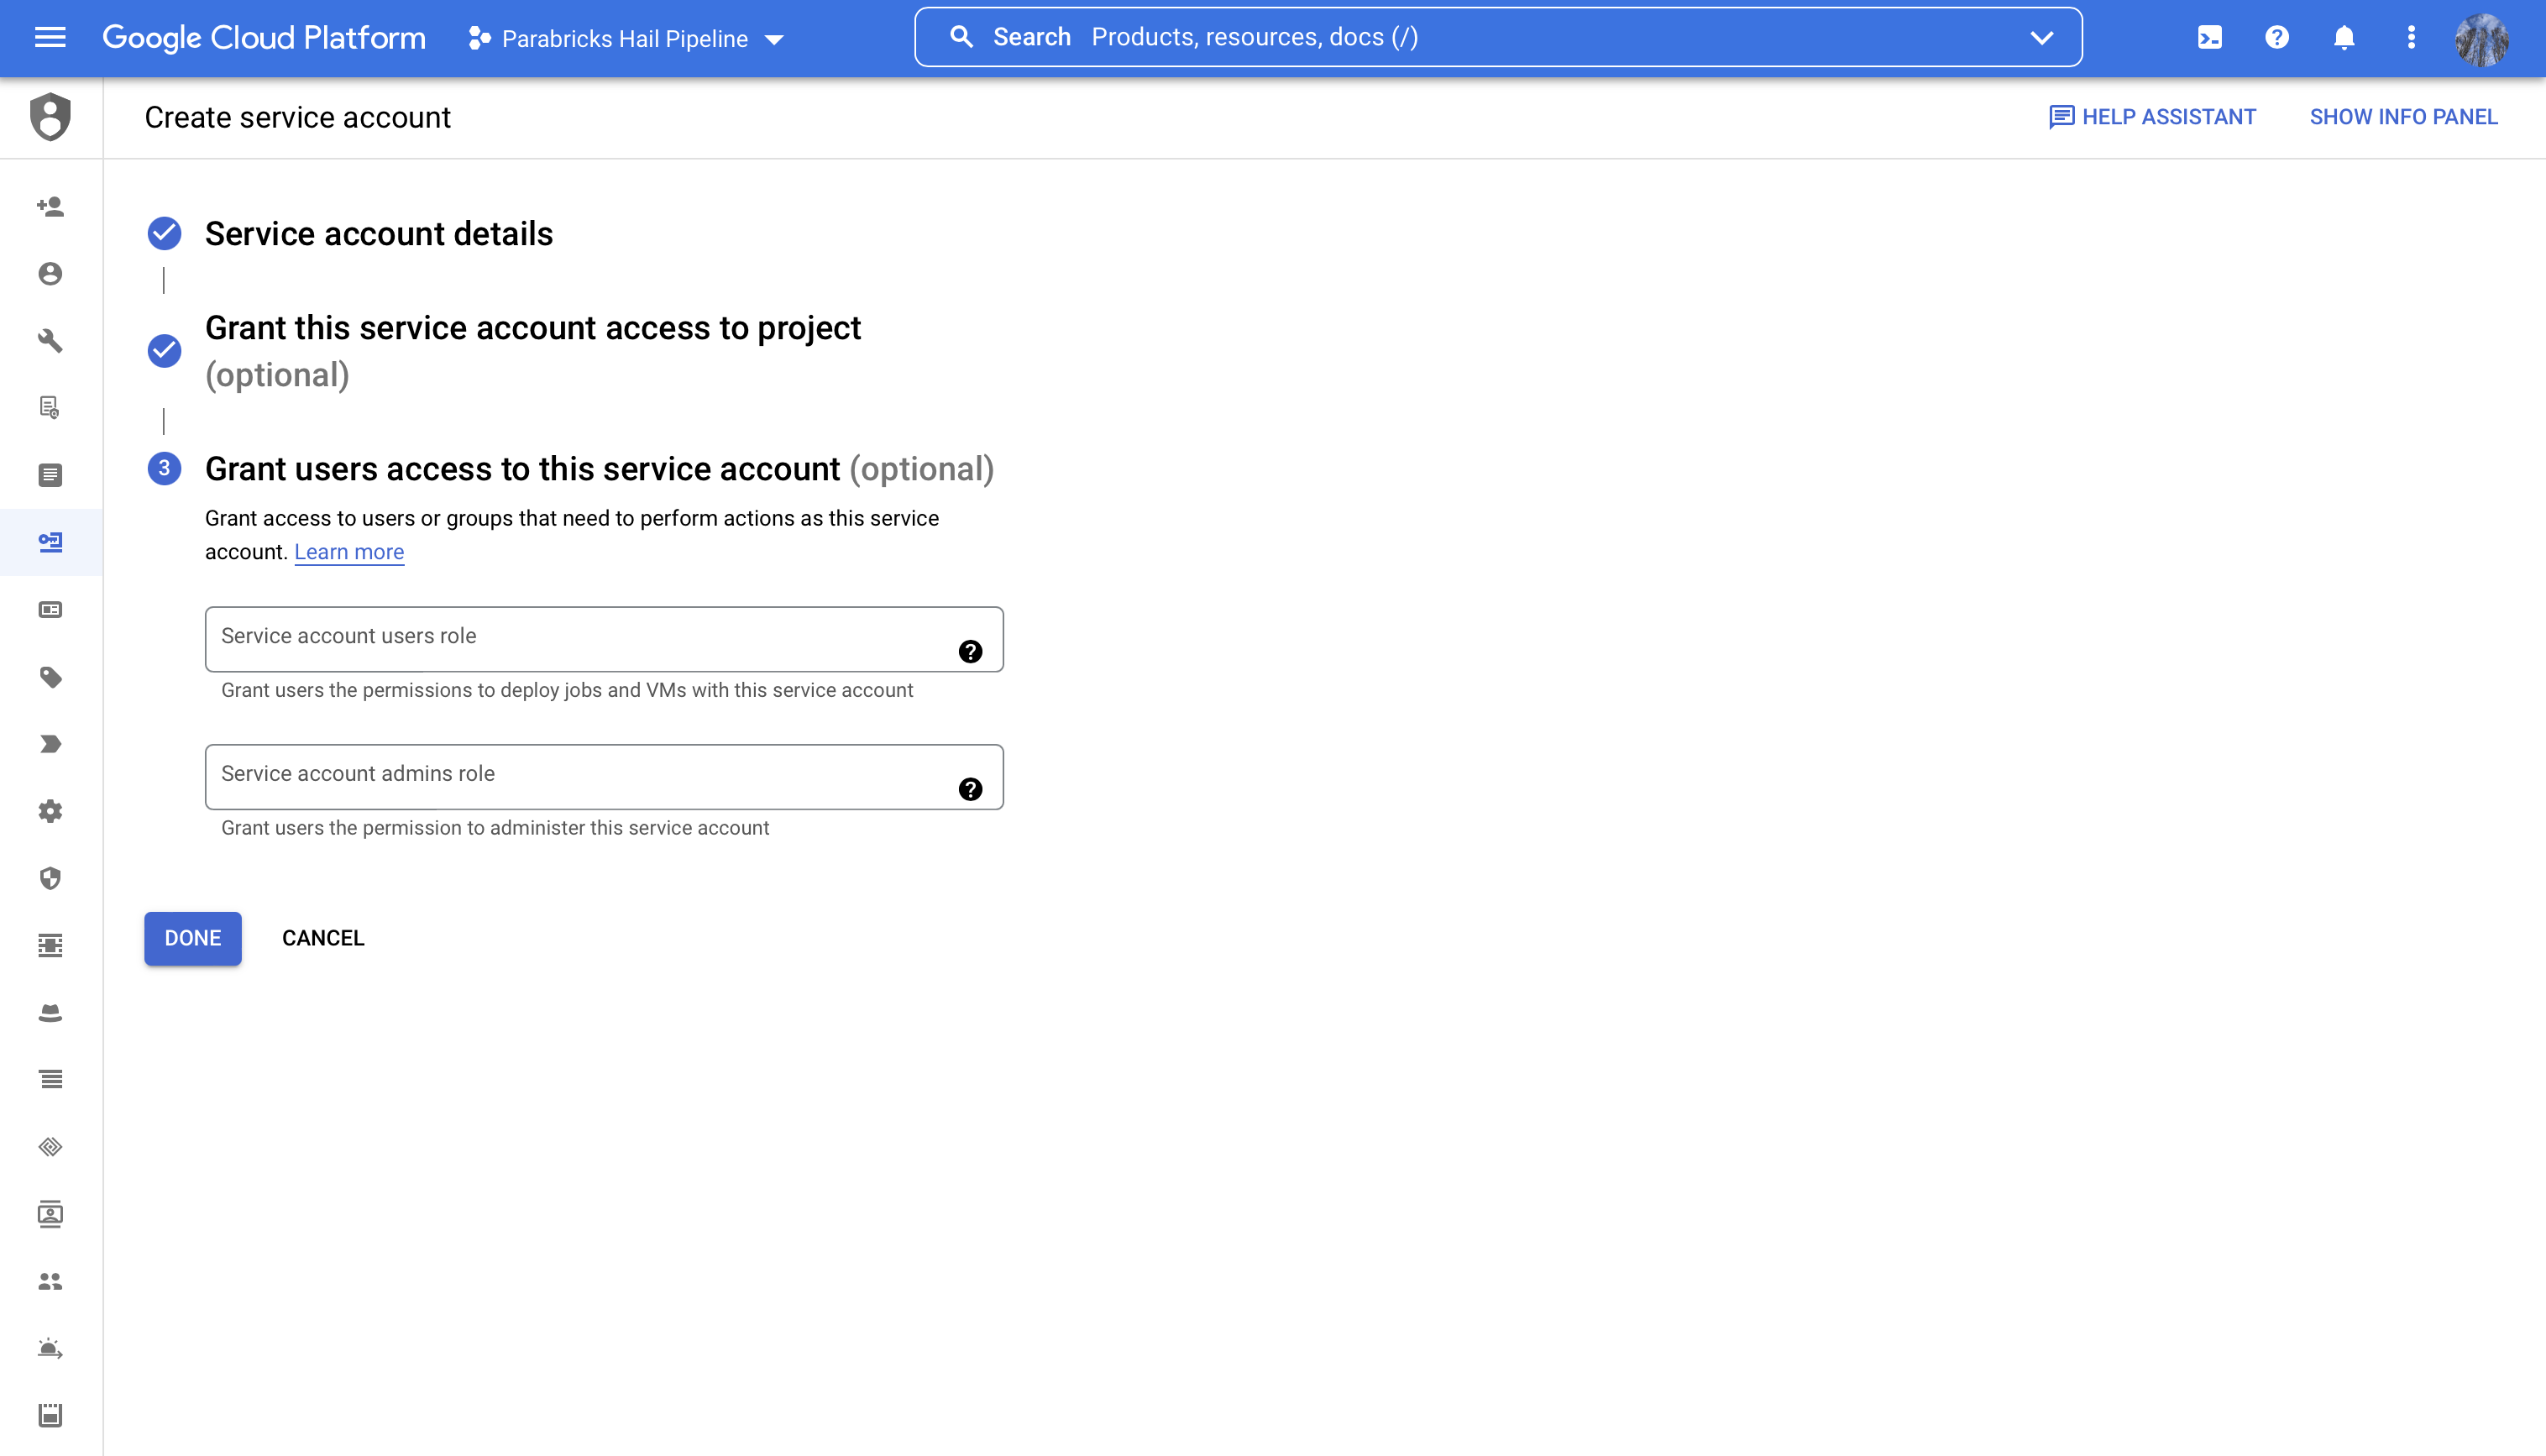 Google Cloud Platform
Parabricks Hail Pipeline
Search Products, resources, docs (/)
Create service account
HELP ASSISTANT
SHOW INFO PANEL
Service account details
Grant this service account access to project
(optional)
3
Grant users access to this service account (optional)
Grant access to users or groups that need to perform actions as this service
account. Learn more
Service account users role
Grant users the permissions to deploy jobs and VMs with this service account
Service account admins role
Grant users the permission to administer this service account
DONE
CANCEL